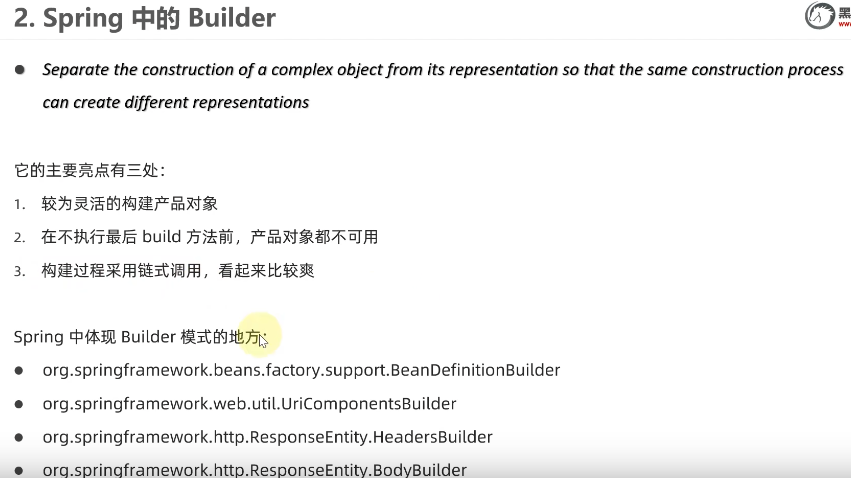 2. Spring 中的 Builder
黑
www
● Separate the construction of a complex object from its representation so that the same construction process
can create different representations
它的主要亮点有三处：
1. 较为灵活的构建产品对象
2. 在不执行最后 build 方法前，产品对象都不可用
3. 构建过程采用链式调用，看起来比较爽
Spring 中体现 Builder 模式的地方：
● org.springframework.beans.factory.support.BeanDefinitionBuilder
● org.springframework.web.util.UriComponentsBuilder
● org.springframework.http.ResponseEntity.HeadersBuilder
● org.springframework.http.ResponseEntity.BodyBuilder